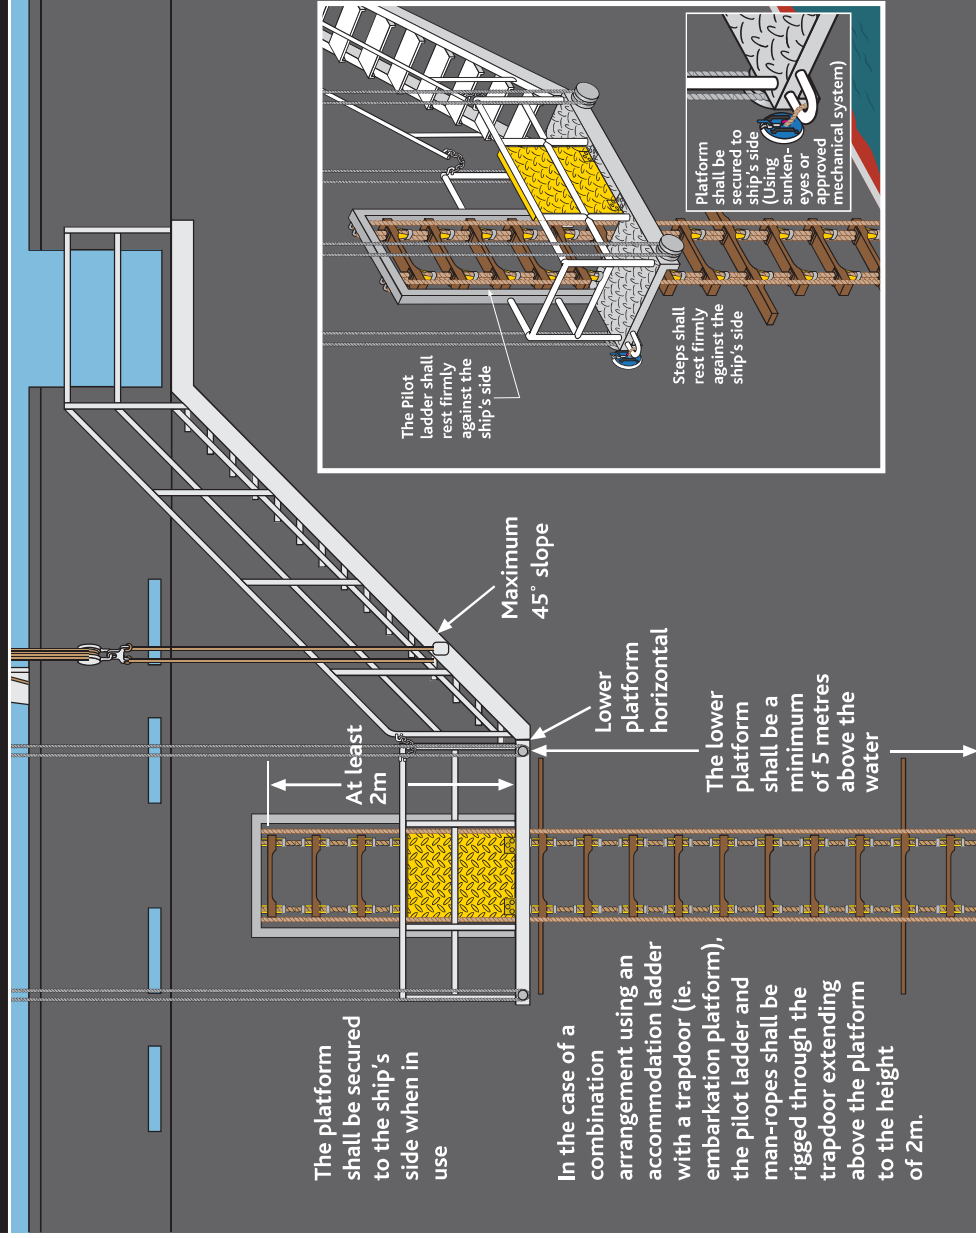 The platform
shall be secured
to the ship's
side when in
use
In the case of a
combination
arrangement using an
accommodation ladder
with a trapdoor (ie.
embarkation platform),
the pilot ladder and
man-ropes shall be
rigged through the
trapdoor extending
above the platform
to the height
of 2m.
At least
2m
Lower
platform
horizontal
The lower
platform
shall be a
minimum
of 5 metres
above the
water
Maximum
45° slope
The Pilot
ladder shall
rest firmly
against the
ship's side
Steps shall
rest firmly
against the
ship's side
Platform
shall be
secured to
ship's side
(Using
sunken-
eyes or
approved
mechanical system)